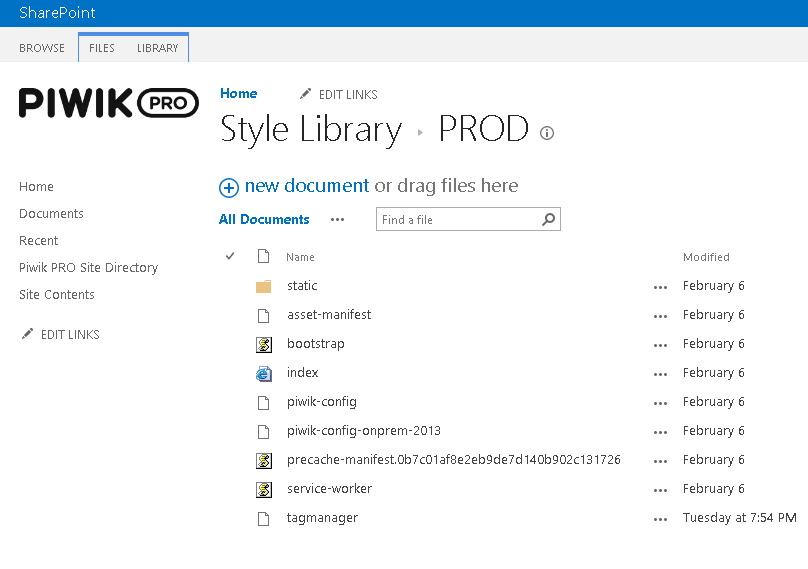 SharePoint
BROWSE FILES LIBRARY
PIWIK PRO
Home EDIT LINKS
Style Library ▸ PROD
Home
Documents
Recent
Piwik PRO Site Directory
Site Contents
EDIT LINKS
new document or drag files here
All Documents ••• Find a file
Name Modified
static ••• February 6
asset-manifest ••• February 6
bootstrap ••• February 6
index ••• February 6
piwik-config ••• February 6
piwik-config-onprem-2013 ••• February 6
precache-manifest.0b7c01af8e2eb9de7d140b902c131726 ••• February 6
service-worker ••• February 6
tagmanager ••• Tuesday at 7:54 PM